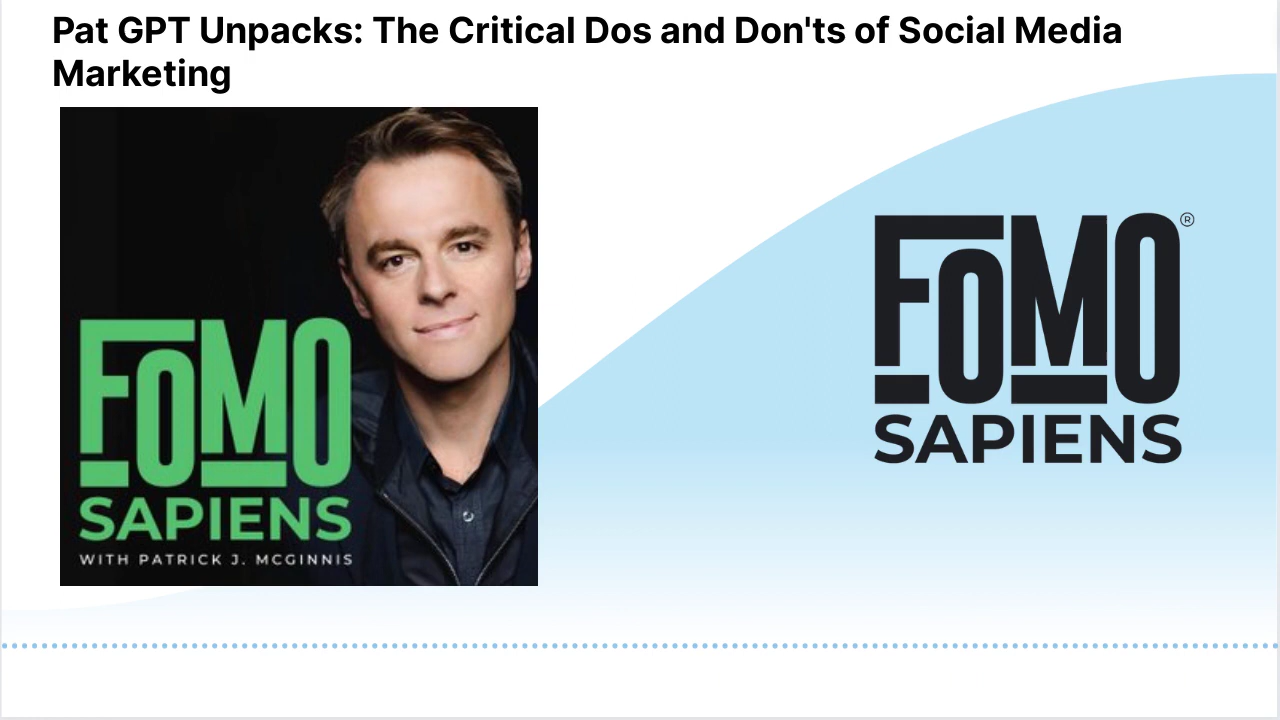 Pat GPT Unpacks: The Critical Dos and Don'ts of Social Media
Marketing
FOMO
SAPIENS
WITH PATRICK J. MCGINNIS
FOMO®
SAPIENS